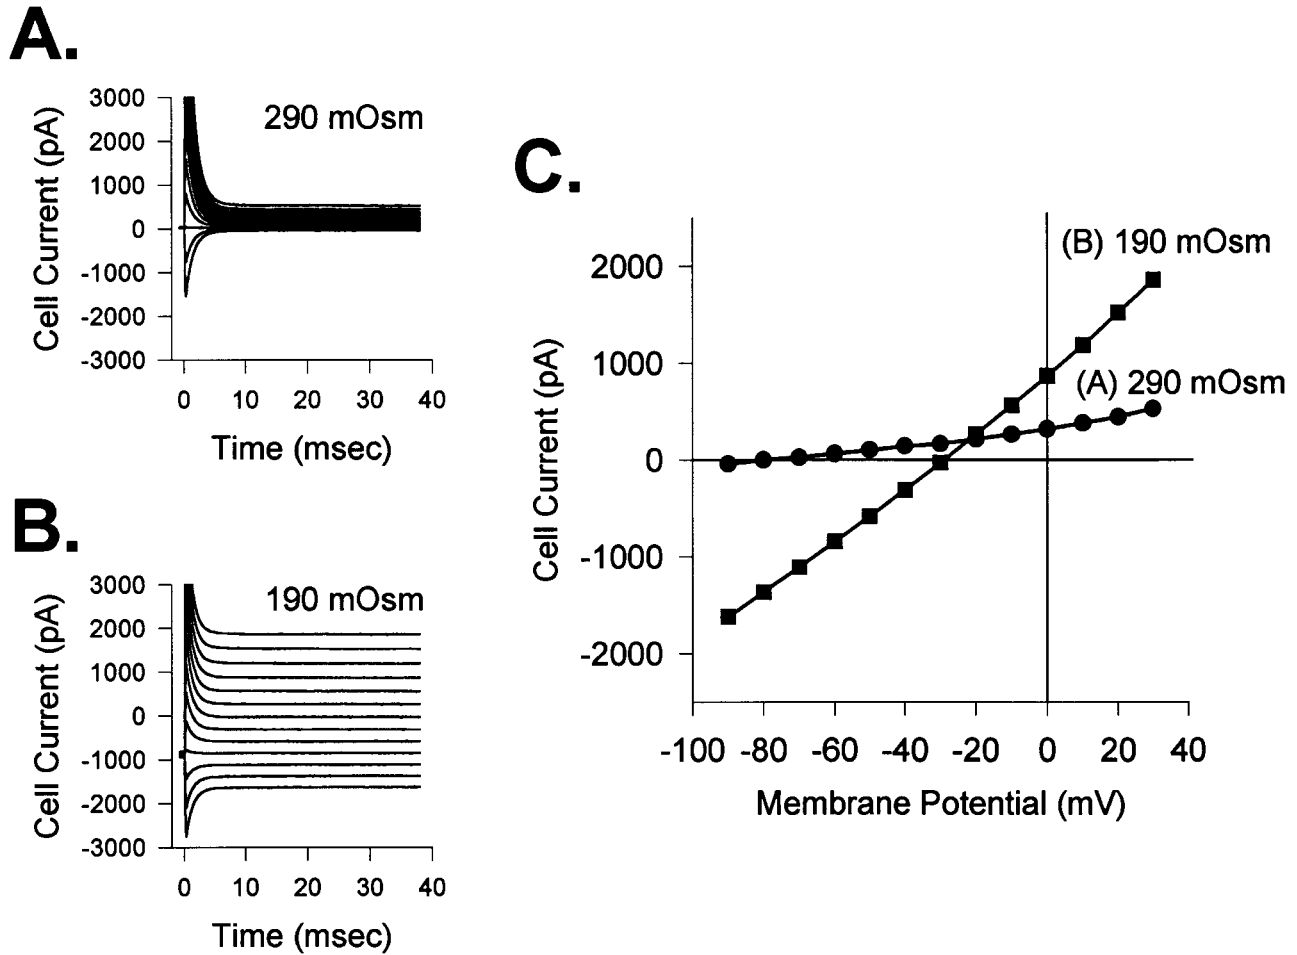 A.
290 mOsm
Cell Current (pA)
3000
2000
1000
0
-1000
-2000
-3000
0 10 20 30 40
Time (msec)
B.
190 mOsm
Cell Current (pA)
3000
2000
1000
0
-1000
-2000
-3000
0 10 20 30 40
Time (msec)
C.
(B) 190 mOsm
(A) 290 mOsm
Cell Current (pA)
2000
1000
0
-1000
-2000
-100 -80 -60 -40 -20 0 20 40
Membrane Potential (mV)